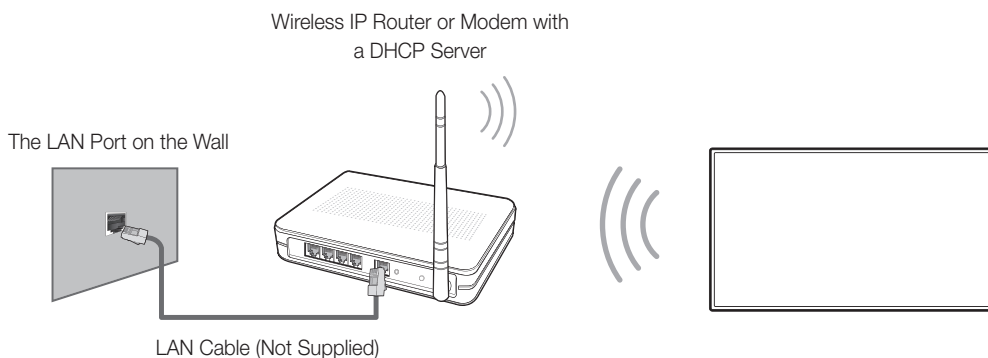 Wireless IP Router or Modem with
a DHCP Server
The LAN Port on the Wall
LAN Cable (Not Supplied)